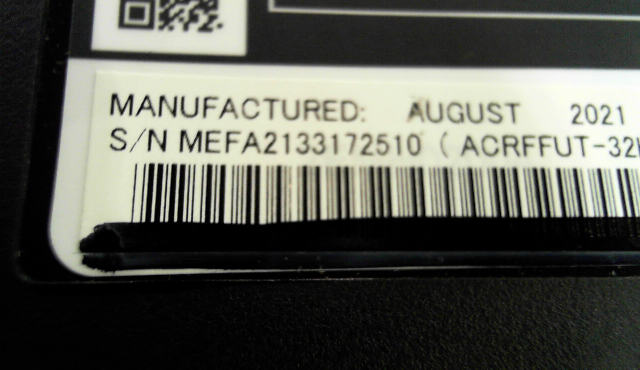 MANUFACTURED: AUGUST 2021
S/N MEFA2133172510 ( ACRFFUT-32